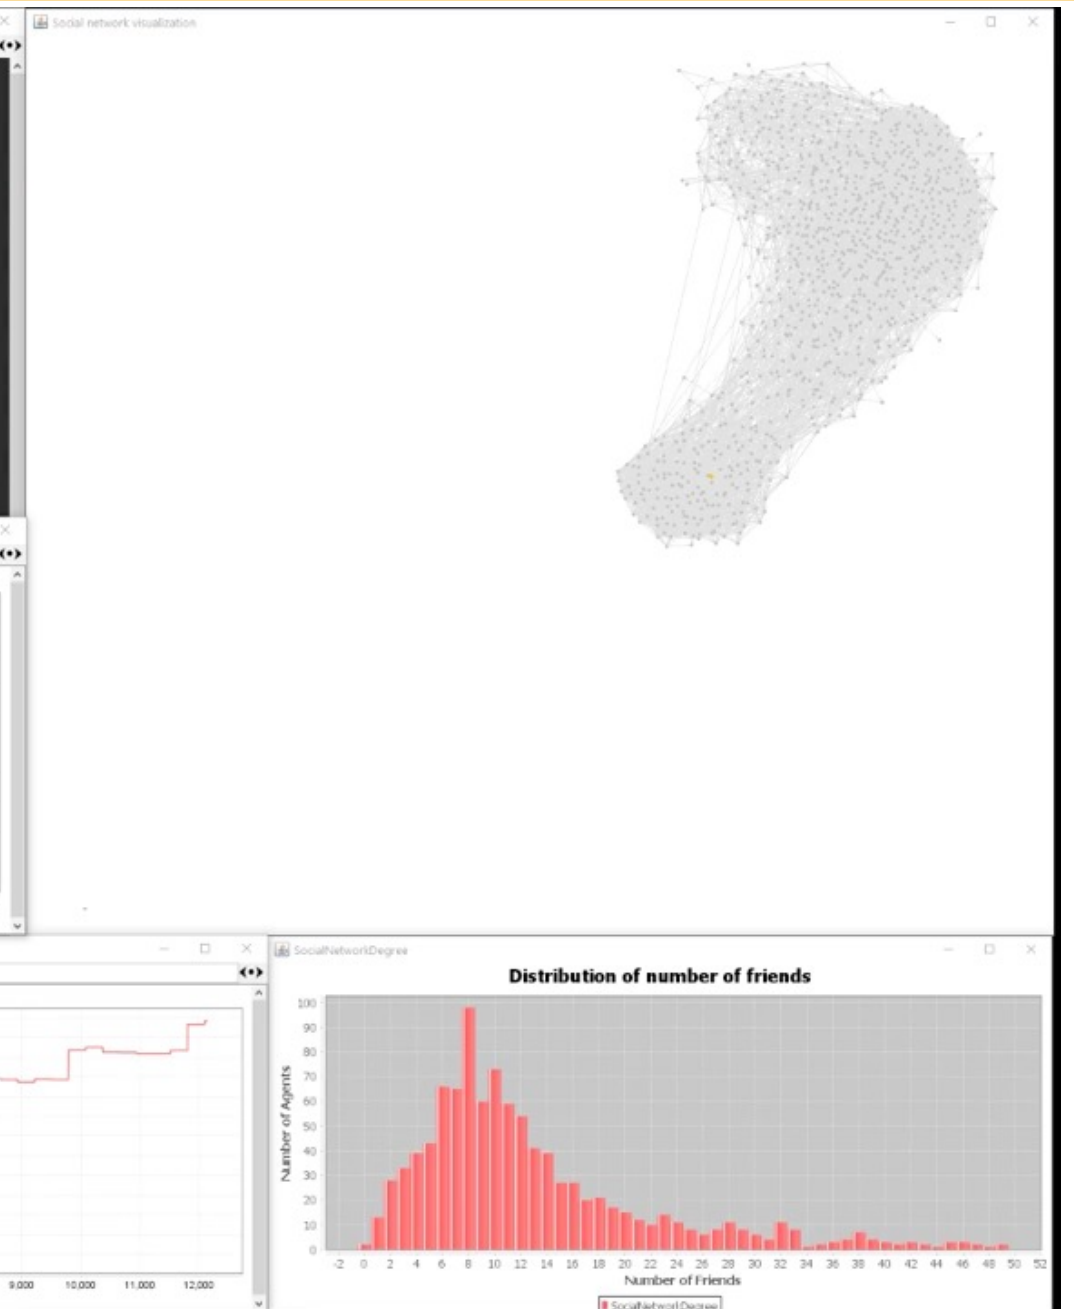 Social network visualization
SocialNetworkDegree
Distribution of number of friends
Number of Agents
100
90
80
70
60
50
40
30
20
10
0
-2 0 2 4 6 8 10 12 14 16 18 20 22 24 26 28 30 32 34 36 38 40 42 44 46 48 50 52
Number of Friends
SocialNetworkDegree
9,000 10,000 11,000 12,000